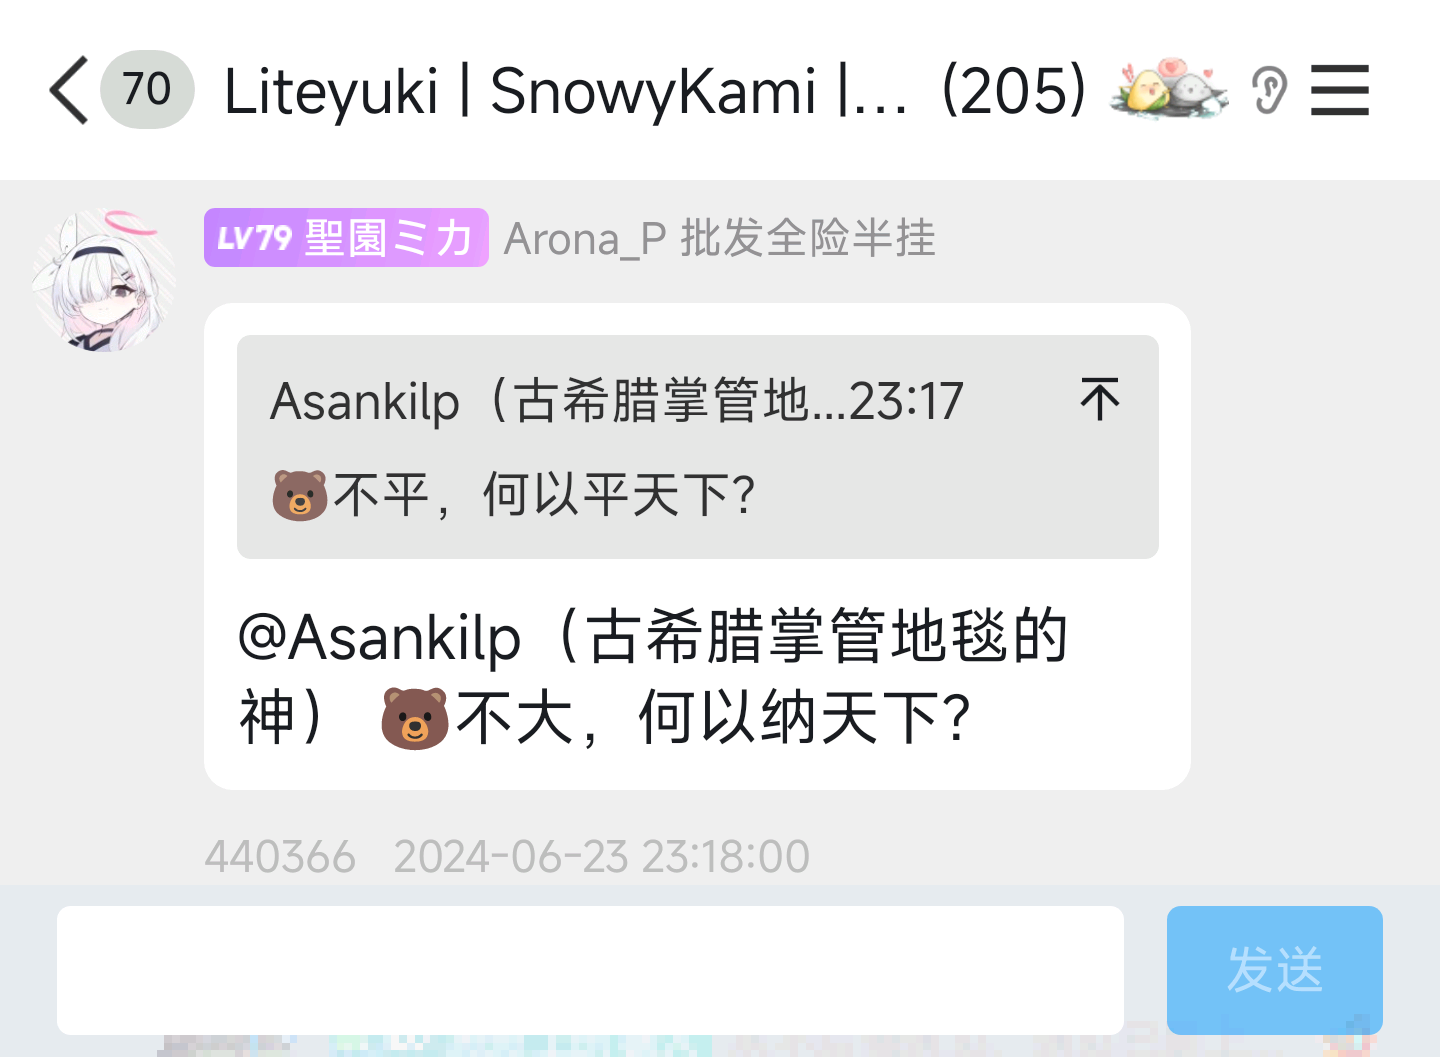 70 Liteyuki | SnowyKami |... (205)
LV79 聖園ミカ Arona_P 批发全险半挂
Asankilp（古希腊掌管地...23:17
🐻不平，何以平天下？
@Asankilp（古希腊掌管地毯的
神） 🐻不大，何以纳天下？
440366 2024-06-23 23:18:00
发送